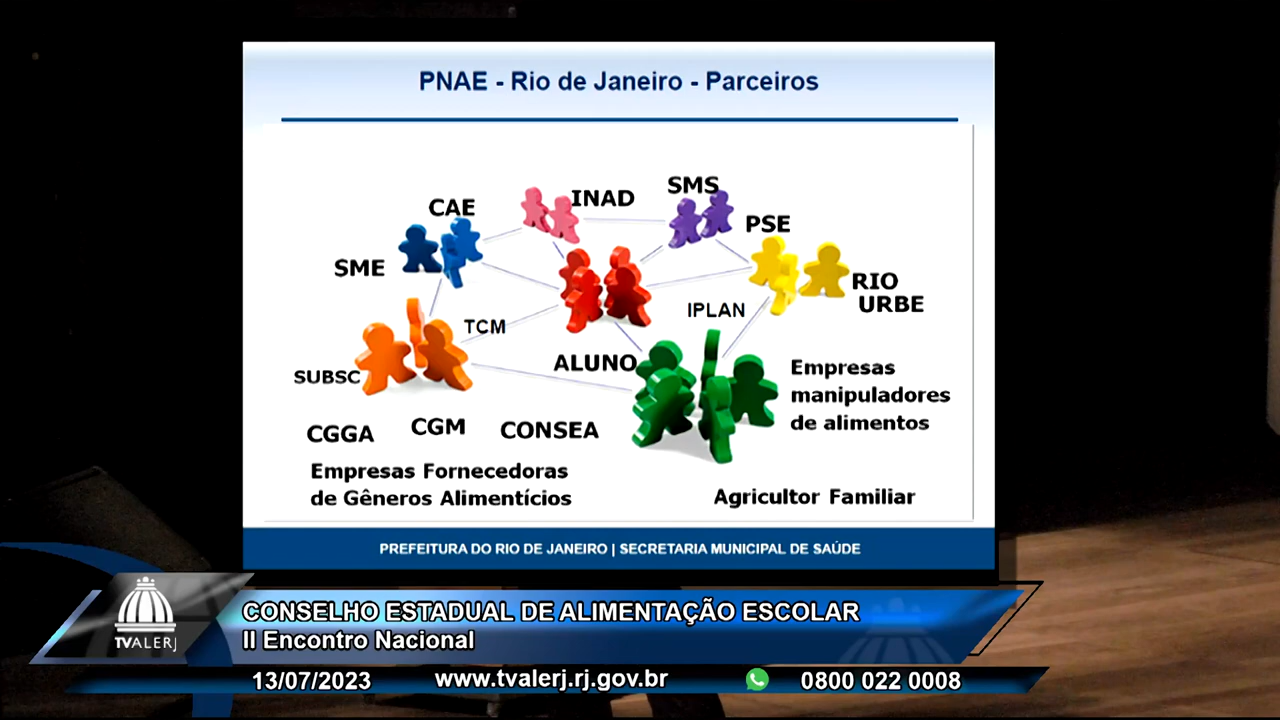 PNAE - Rio de Janeiro - Parceiros
CAE
INAD
SMS
PSE
SME
RIO
URBE
TCM
IPLAN
ALUNO
SUBSC
Empresas
manipuladores
de alimentos
CGGA
CGM
CONSEA
Empresas Fornecedoras
de Gêneros Alimentícios
Agricultor Familiar
PREFEITURA DO RIO DE JANEIRO | SECRETARIA MUNICIPAL DE SAÚDE
CONSELHO ESTADUAL DE ALIMENTAÇÃO ESCOLAR
II Encontro Nacional
TVALERJ
13/07/2023
www.tvalerj.rj.gov.br
0800 022 0008